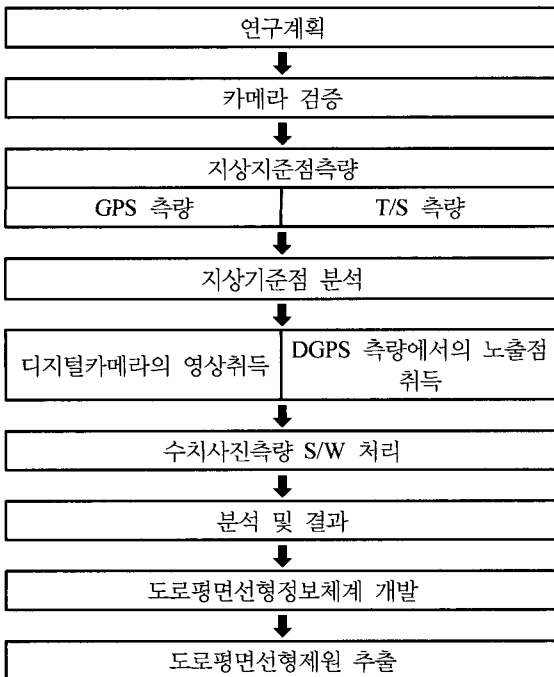 연구계획
카메라 검증
지상지준점측량
GPS 측량
T/S 측량
지상기준점 분석
디지털카메라의 영상취득
DGPS 측량에서의 노출점
취득
수치사진측량 S/W 처리
분석 및 결과
도로평면선형정보체계 개발
도로평면선형제원 추출